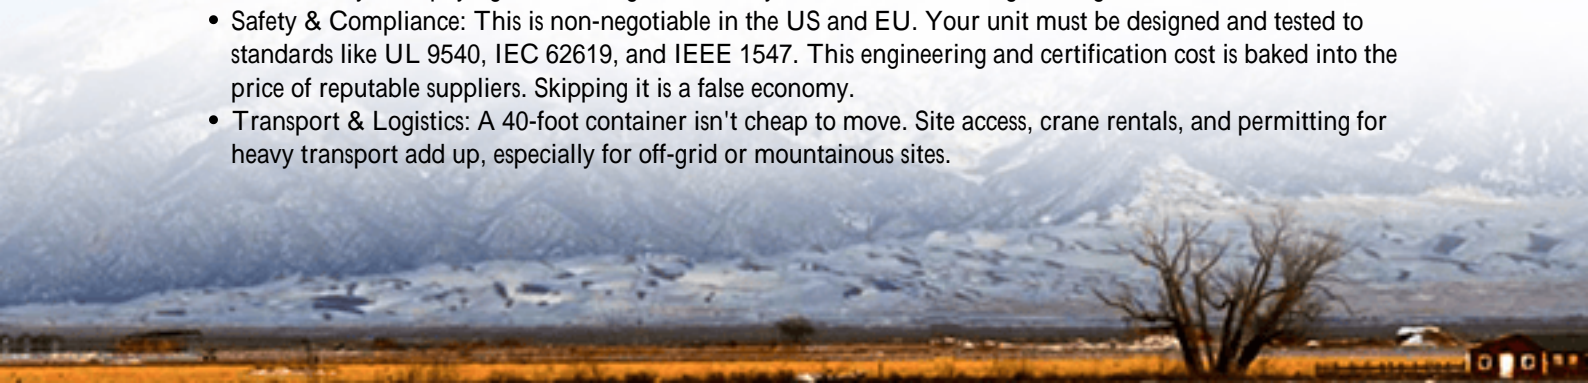 • Safety & Compliance: This is non-negotiable in the US and EU. Your unit must be designed and tested to
standards like UL 9540, IEC 62619, and IEEE 1547. This engineering and certification cost is baked into the
price of reputable suppliers. Skipping it is a false economy.
• Transport & Logistics: A 40-foot container isn't cheap to move. Site access, crane rentals, and permitting for
heavy transport add up, especially for off-grid or mountainous sites.